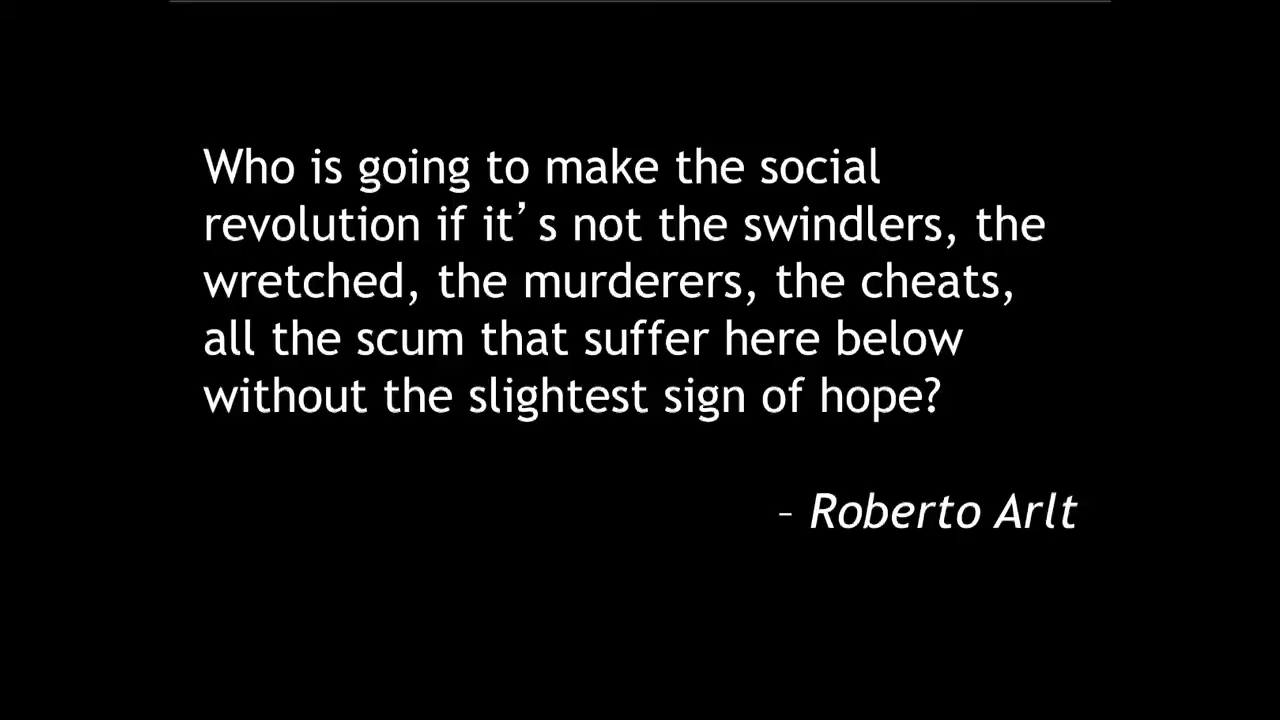 Who is going to make the social
revolution if it’s not the swindlers, the
wretched, the murderers, the cheats,
all the scum that suffer here below
without the slightest sign of hope?
– Roberto Arlt